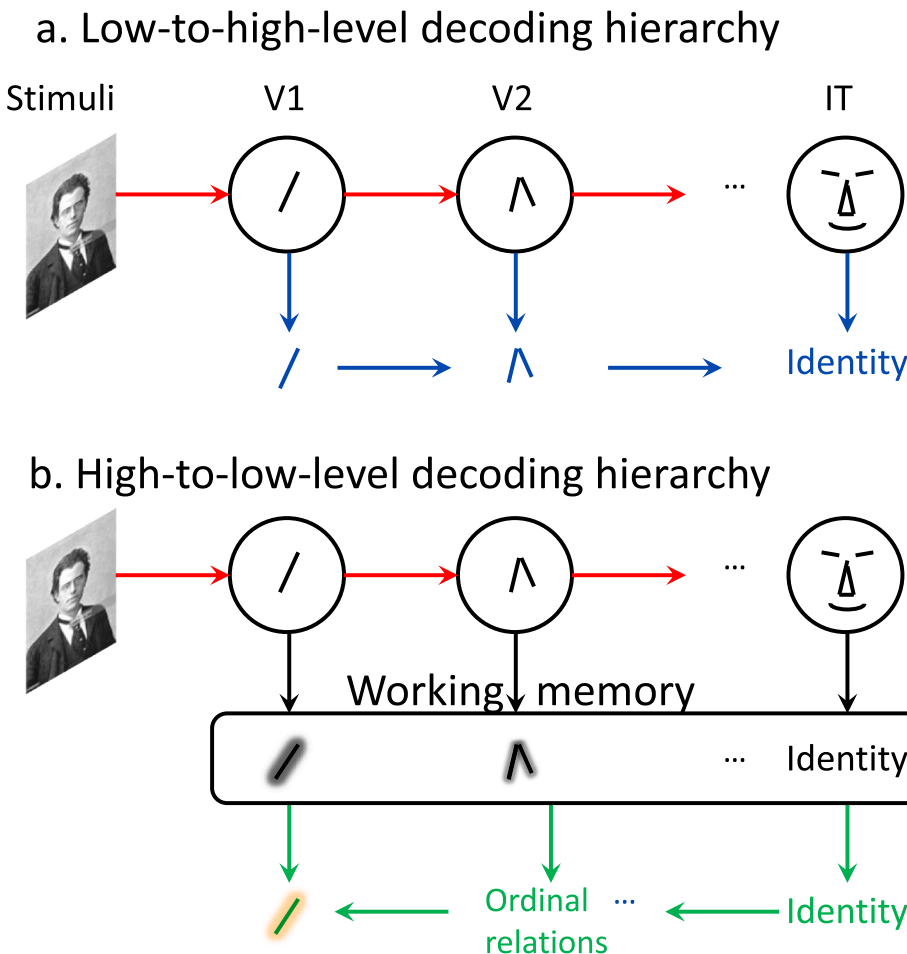 a. Low-to-high-level decoding hierarchy
Stimuli V1 V2 IT
...
Identity
b. High-to-low-level decoding hierarchy
...
Working memory
... Identity
Ordinal ... Identity
relations